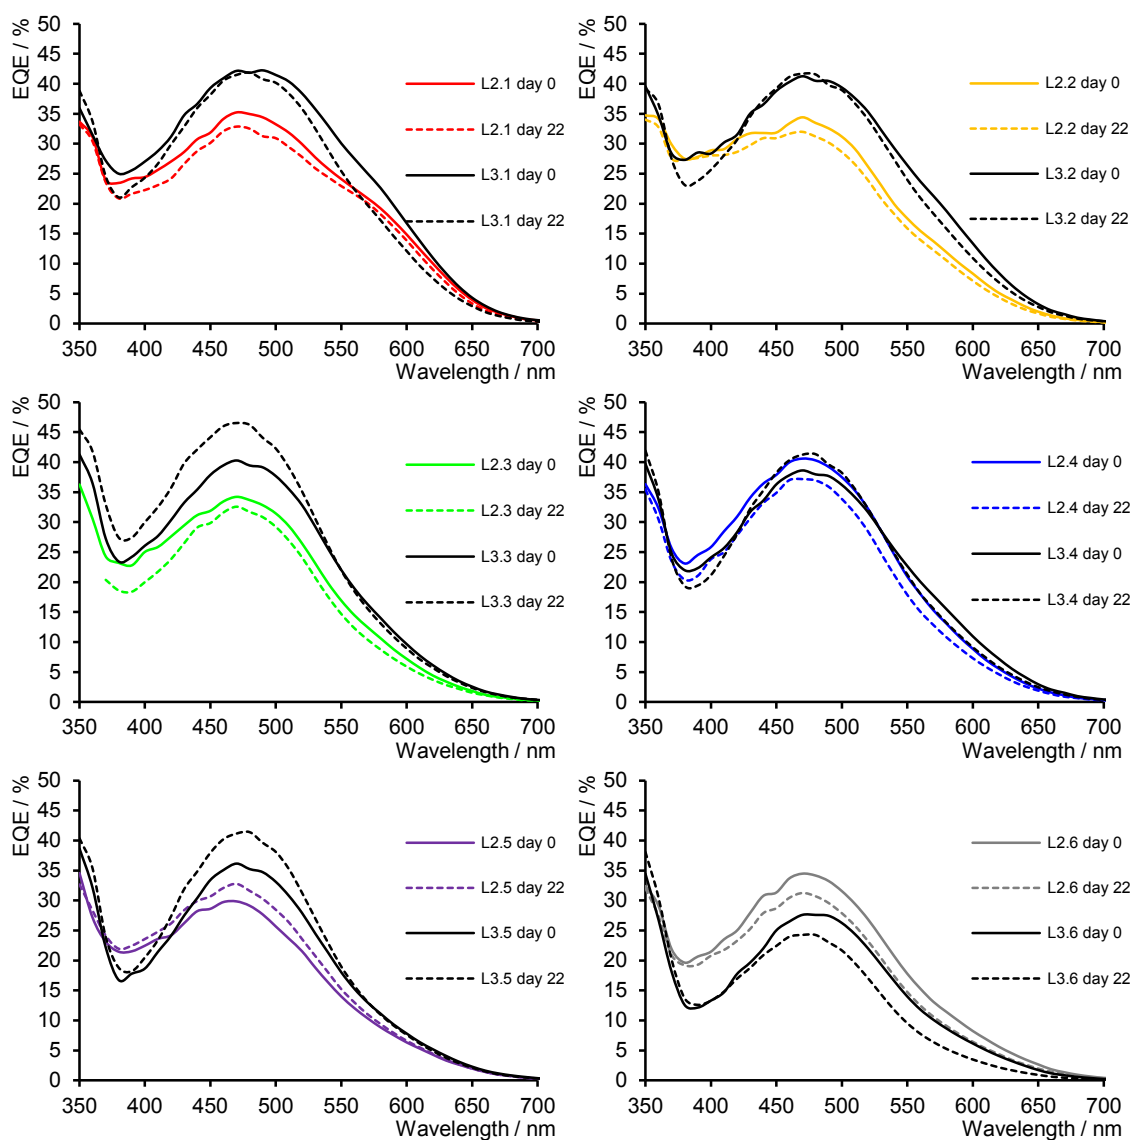 EQE / %
50
45
40
35
30
25
20
15
10
5
0
350 400 450 500 550 600 650 700
Wavelength / nm
L2.1 day 0
L2.1 day 22
L3.1 day 0
L3.1 day 22
EQE / %
50
45
40
35
30
25
20
15
10
5
0
350 400 450 500 550 600 650 700
Wavelength / nm
L2.2 day 0
L2.2 day 22
L3.2 day 0
L3.2 day 22
EQE / %
50
45
40
35
30
25
20
15
10
5
0
350 400 450 500 550 600 650 700
Wavelength / nm
L2.3 day 0
L2.3 day 22
L3.3 day 0
L3.3 day 22
EQE / %
50
45
40
35
30
25
20
15
10
5
0
350 400 450 500 550 600 650 700
Wavelength / nm
L2.4 day 0
L2.4 day 22
L3.4 day 0
L3.4 day 22
EQE / %
50
45
40
35
30
25
20
15
10
5
0
350 400 450 500 550 600 650 700
Wavelength / nm
L2.5 day 0
L2.5 day 22
L3.5 day 0
L3.5 day 22
EQE / %
50
45
40
35
30
25
20
15
10
5
0
350 400 450 500 550 600 650 700
Wavelength / nm
L2.6 day 0
L2.6 day 22
L3.6 day 0
L3.6 day 22